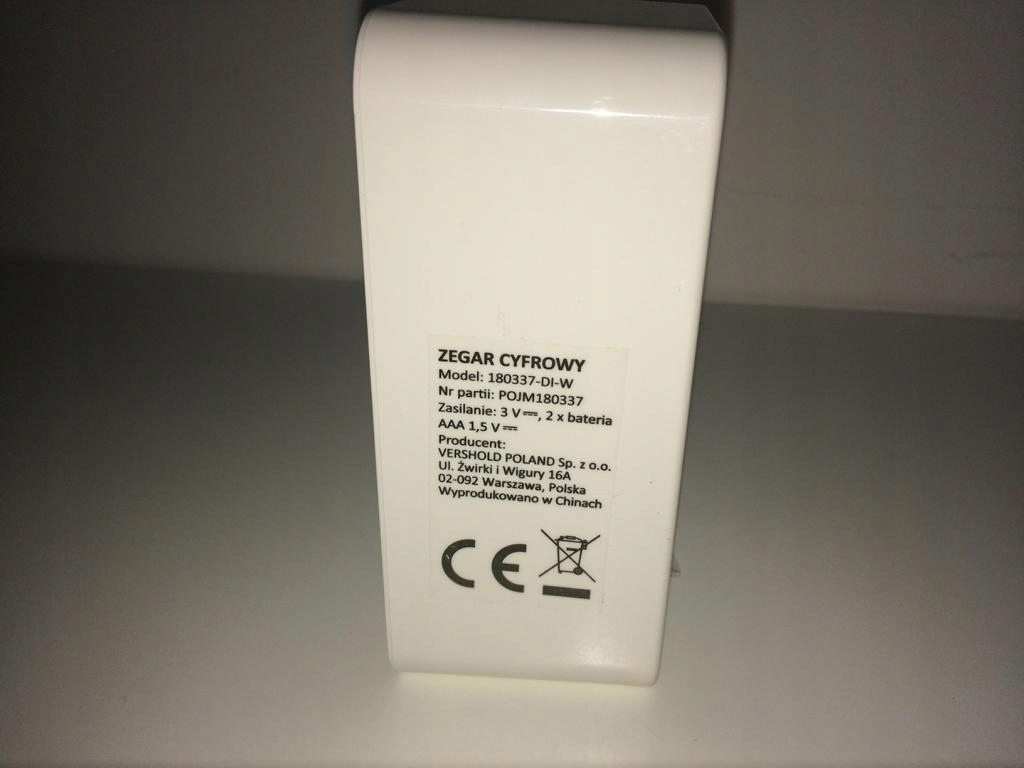 ZEGAR CYFROWY
Model: 180337-DI-W
Nr partii: POJM180337
Zasilanie: 3 V⎓, 2 x bateria
AAA 1,5 V⎓
Producent:
VERSHOLD POLAND Sp. z o.o.
Ul. Żwirki i Wigury 16A
02-092 Warszawa, Polska
Wyprodukowano w Chinach
CE